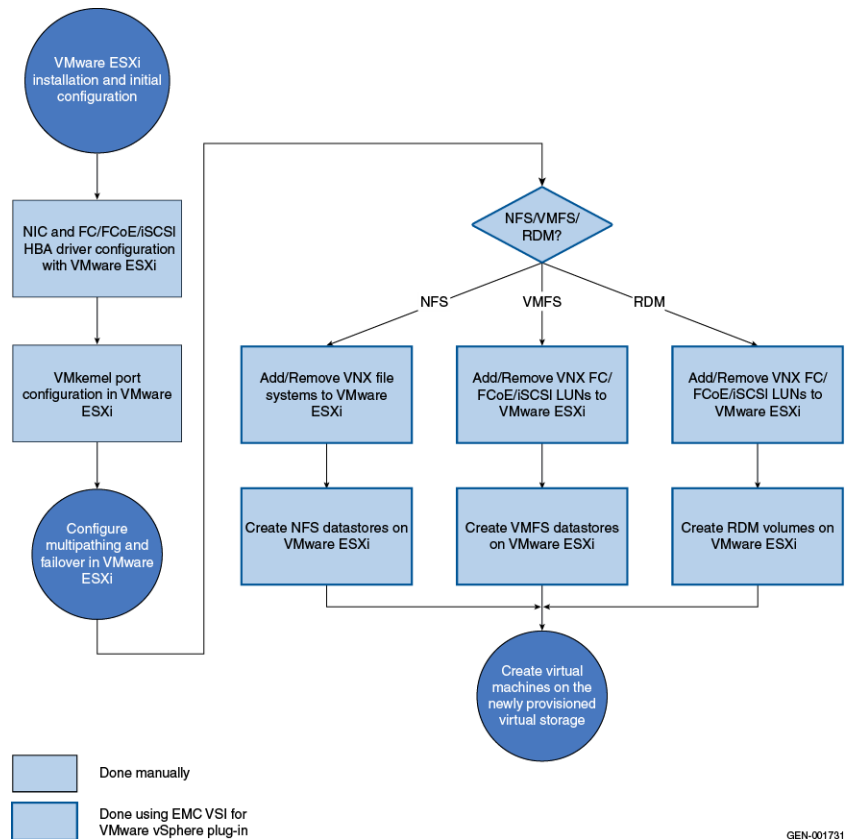 VMware ESXi
installation and initial
configuration
NIC and FC/FCoE/iSCSI
HBA driver configuration
with VMware ESXi
VMkernel port
configuration in VMware
ESXi
Configure
multipathing and
failover in VMware
ESXi
NFS/VMFS/
RDM?
NFS
VMFS
RDM
Add/Remove VNX file
systems to VMware
ESXi
Add/Remove VNX FC/
FCoE/iSCSI LUNs to
VMware ESXi
Add/Remove VNX FC/
FCoE/iSCSI LUNs to
VMware ESXi
Create NFS datastores on
VMware ESXi
Create VMFS datastores
on VMware ESXi
Create RDM volumes on
VMware ESXi
Create virtual
machines on the
newly provisioned
virtual storage
Done manually
Done using EMC VSI for
VMware vSphere plug-in
GEN-001731